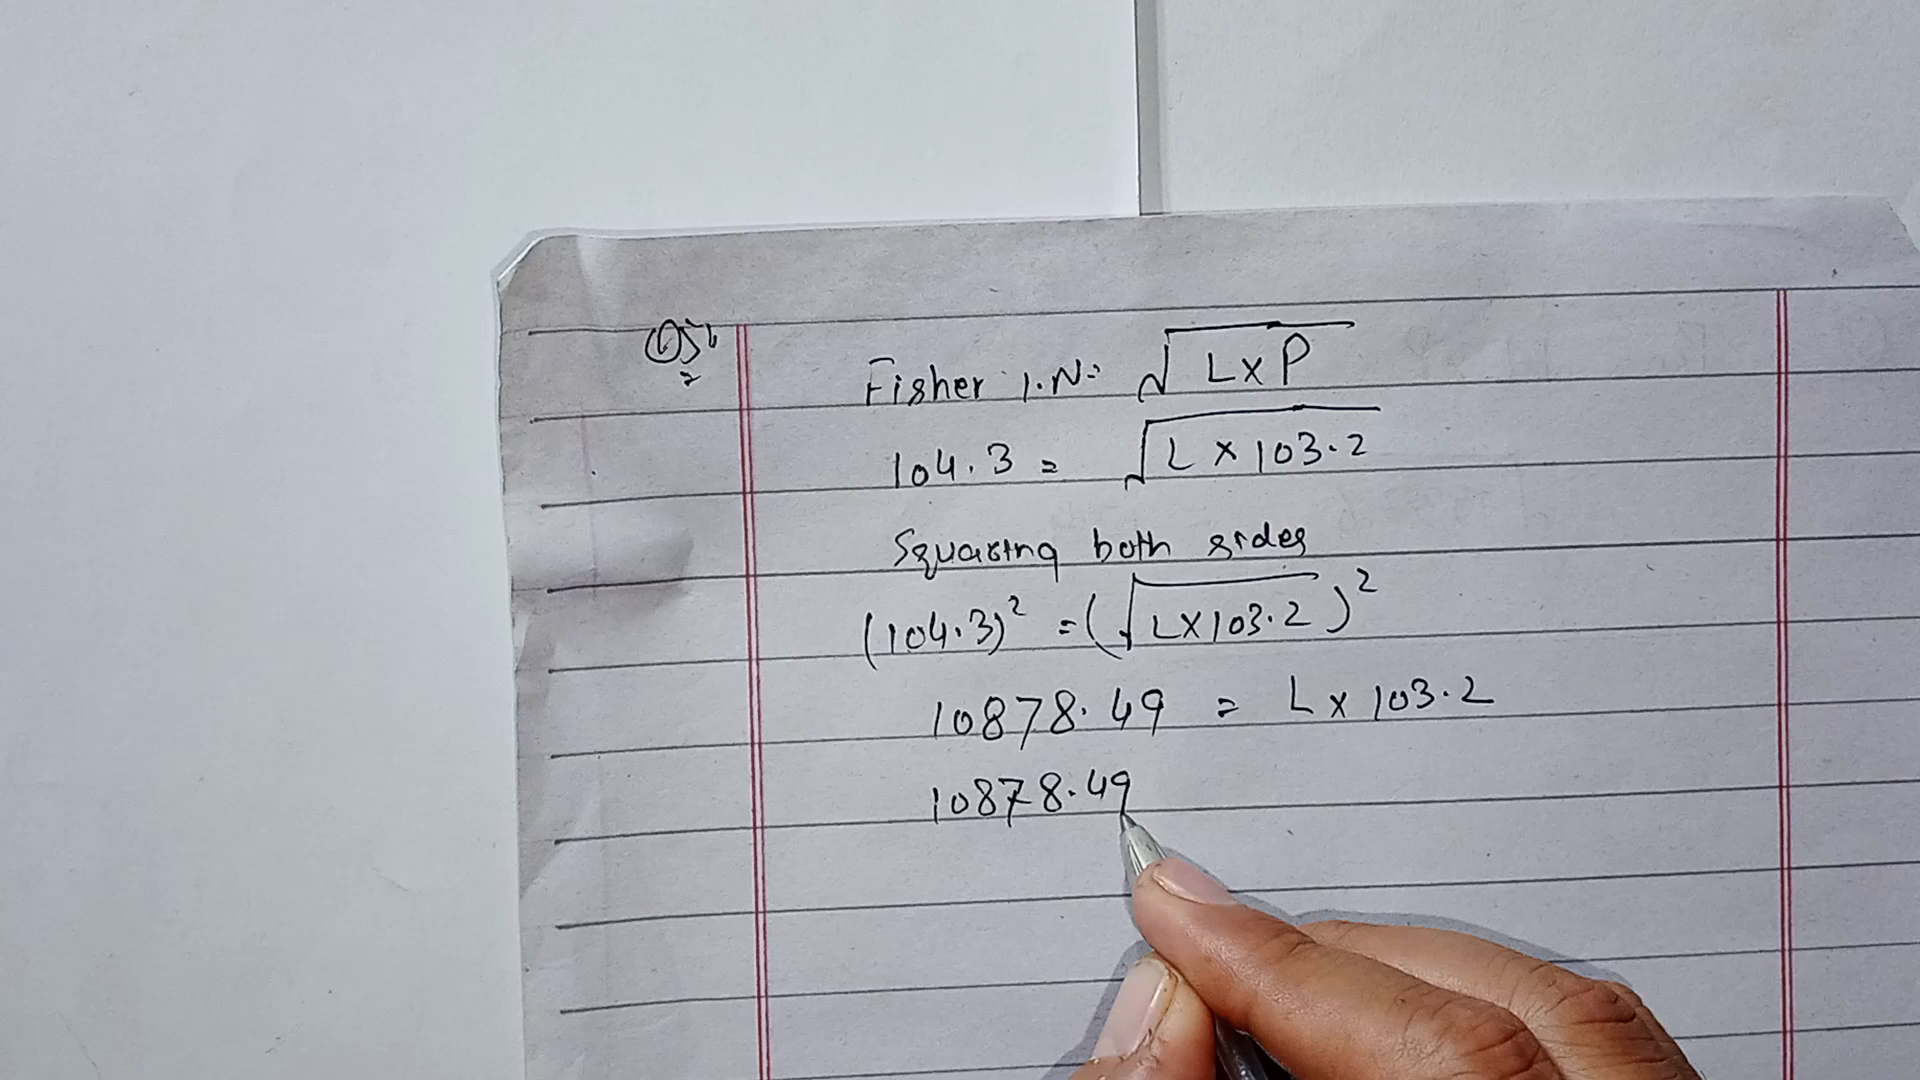 Fisher I.N = √L x P
104.3 = √L x 103.2
Squaring both sides
(104.3)² = (√L x 103.2)²
10878.49 = L x 103.2
10878.49